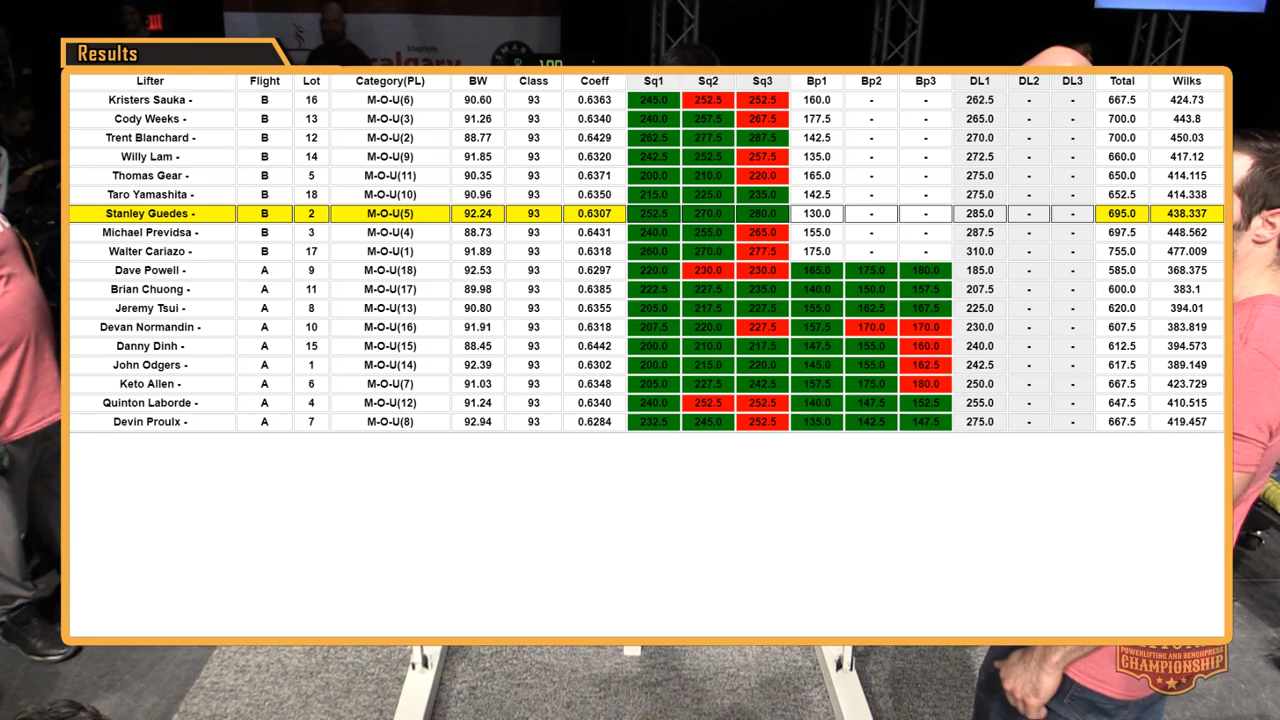 Results
Lifter Flight Lot Category(PL) BW Class Coeff Sq1 Sq2 Sq3 Bp1 Bp2 Bp3 DL1 DL2 DL3 Total Wilks
Kristers Sauka - B 16 M-O-U(6) 90.60 93 0.6363 245.0 252.5 252.5 160.0 - - 262.5 - - 667.5 424.73
Cody Weeks - B 13 M-O-U(3) 91.26 93 0.6340 240.0 257.5 267.5 177.5 - - 265.0 - - 700.0 443.8
Trent Blanchard - B 12 M-O-U(2) 88.77 93 0.6429 262.5 277.5 287.5 142.5 - - 270.0 - - 700.0 450.03
Willy Lam - B 14 M-O-U(9) 91.85 93 0.6320 242.5 252.5 257.5 135.0 - - 272.5 - - 660.0 417.12
Thomas Gear - B 5 M-O-U(11) 90.35 93 0.6371 200.0 210.0 220.0 165.0 - - 275.0 - - 650.0 414.115
Taro Yamashita - B 18 M-O-U(10) 90.96 93 0.6350 215.0 225.0 235.0 142.5 - - 275.0 - - 652.5 414.338
Stanley Guedes - B 2 M-O-U(5) 92.24 93 0.6307 252.5 270.0 280.0 130.0 - - 285.0 - - 695.0 438.337
Michael Previdsa - B 3 M-O-U(4) 88.73 93 0.6431 240.0 255.0 265.0 155.0 - - 287.5 - - 697.5 448.562
Walter Cariazo - B 17 M-O-U(1) 91.89 93 0.6318 260.0 270.0 277.5 175.0 - - 310.0 - - 755.0 477.009
Dave Powell - A 9 M-O-U(18) 92.53 93 0.6297 220.0 230.0 230.0 165.0 175.0 180.0 185.0 - - 585.0 368.375
Brian Chuong - A 11 M-O-U(17) 89.98 93 0.6385 222.5 227.5 235.0 140.0 150.0 157.5 207.5 - - 600.0 383.1
Jeremy Tsui - A 8 M-O-U(13) 90.80 93 0.6355 205.0 217.5 227.5 155.0 162.5 167.5 225.0 - - 620.0 394.01
Devan Normandin - A 10 M-O-U(16) 91.91 93 0.6318 207.5 220.0 227.5 157.5 170.0 170.0 230.0 - - 607.5 383.819
Danny Dinh - A 15 M-O-U(15) 88.45 93 0.6442 200.0 210.0 217.5 147.5 155.0 160.0 240.0 - - 612.5 394.573
John Odgers - A 1 M-O-U(14) 92.39 93 0.6302 200.0 215.0 220.0 145.0 155.0 162.5 242.5 - - 617.5 389.149
Keto Allen - A 6 M-O-U(7) 91.03 93 0.6348 205.0 227.5 242.5 157.5 175.0 180.0 250.0 - - 667.5 423.729
Quinton Laborde - A 4 M-O-U(12) 91.24 93 0.6340 240.0 252.5 252.5 140.0 147.5 152.5 255.0 - - 647.5 410.515
Devin Proulx - A 7 M-O-U(8) 92.94 93 0.6284 232.5 245.0 252.5 135.0 142.5 147.5 275.0 - - 667.5 419.457
tourism
POWERLIFTING AND BENCHPRESS
CHAMPIONSHIP